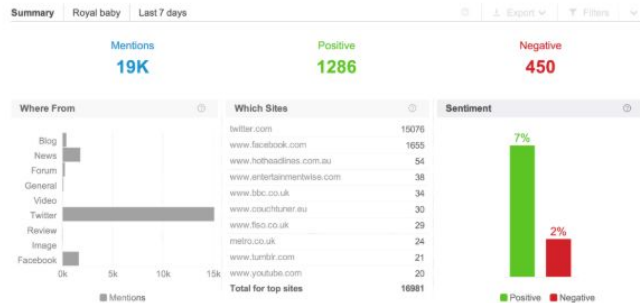 Summary Royal baby Last 7 days Export Filters
Mentions Positive Negative
19K 1286 450
Where From
Blog
News
Forum
General
Video
Twitter
Review
Image
Facebook
0k 5k 10k 15k
Mentions
Which Sites
twitter.com 15076
www.facebook.com 1655
www.hotheadlines.com.au 54
www.entertainmentwise.com 38
www.bbc.co.uk 34
www.couchtuner.eu 30
www.fiso.co.uk 29
metro.co.uk 24
www.tumblr.com 21
www.youtube.com 20
Total for top sites 16981
Sentiment
7%
2%
Positive Negative